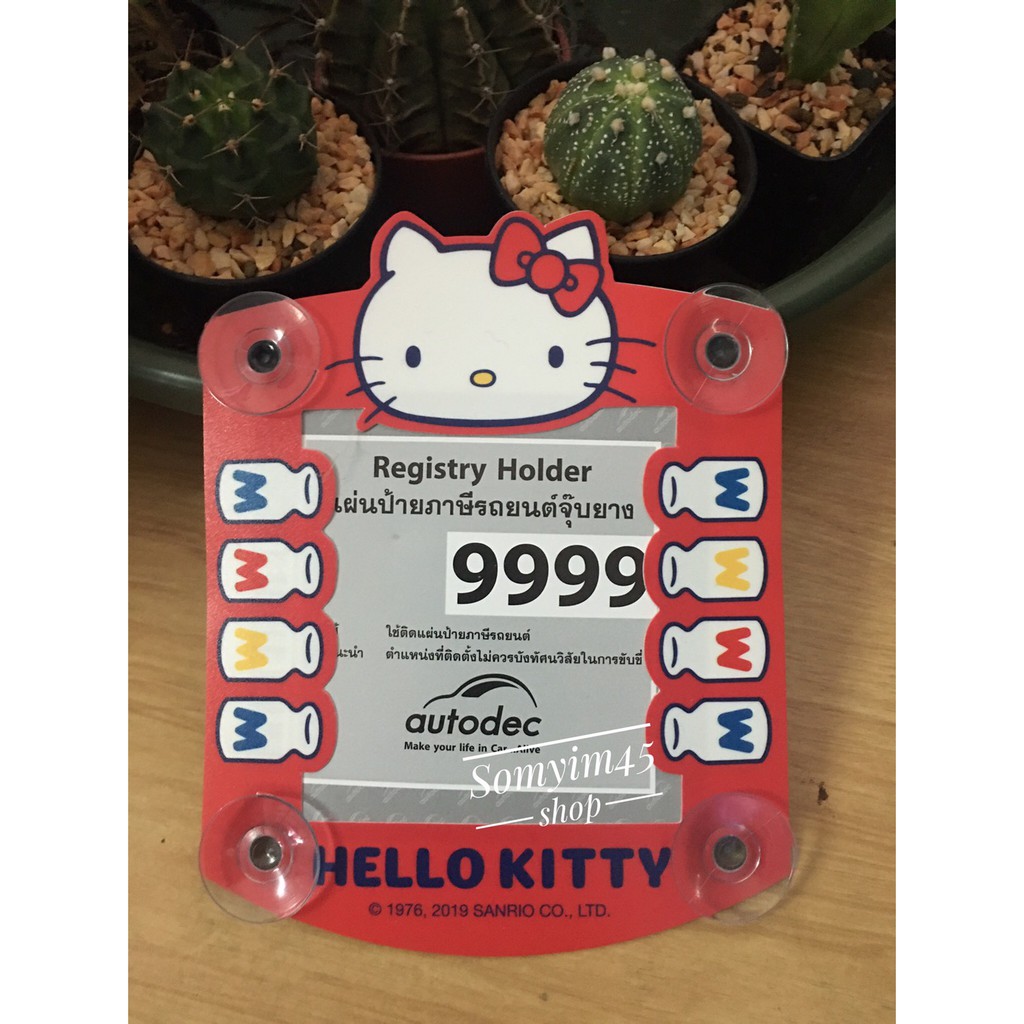 Registry Holder
แผ่นป้ายภาษีรถยนต์จุ๊บยาง
9999
ใช้ติดแผ่นป้ายภาษีรถยนต์
ตำแหน่งที่ติดตั้งไม่ควรบังทัศนวิสัยในการขับขี่
autodec
Make your life in Car...Alive
Somyim45
shop
M M
M M
M M
M M
HELLO KITTY
© 1976, 2019 SANRIO CO., LTD.